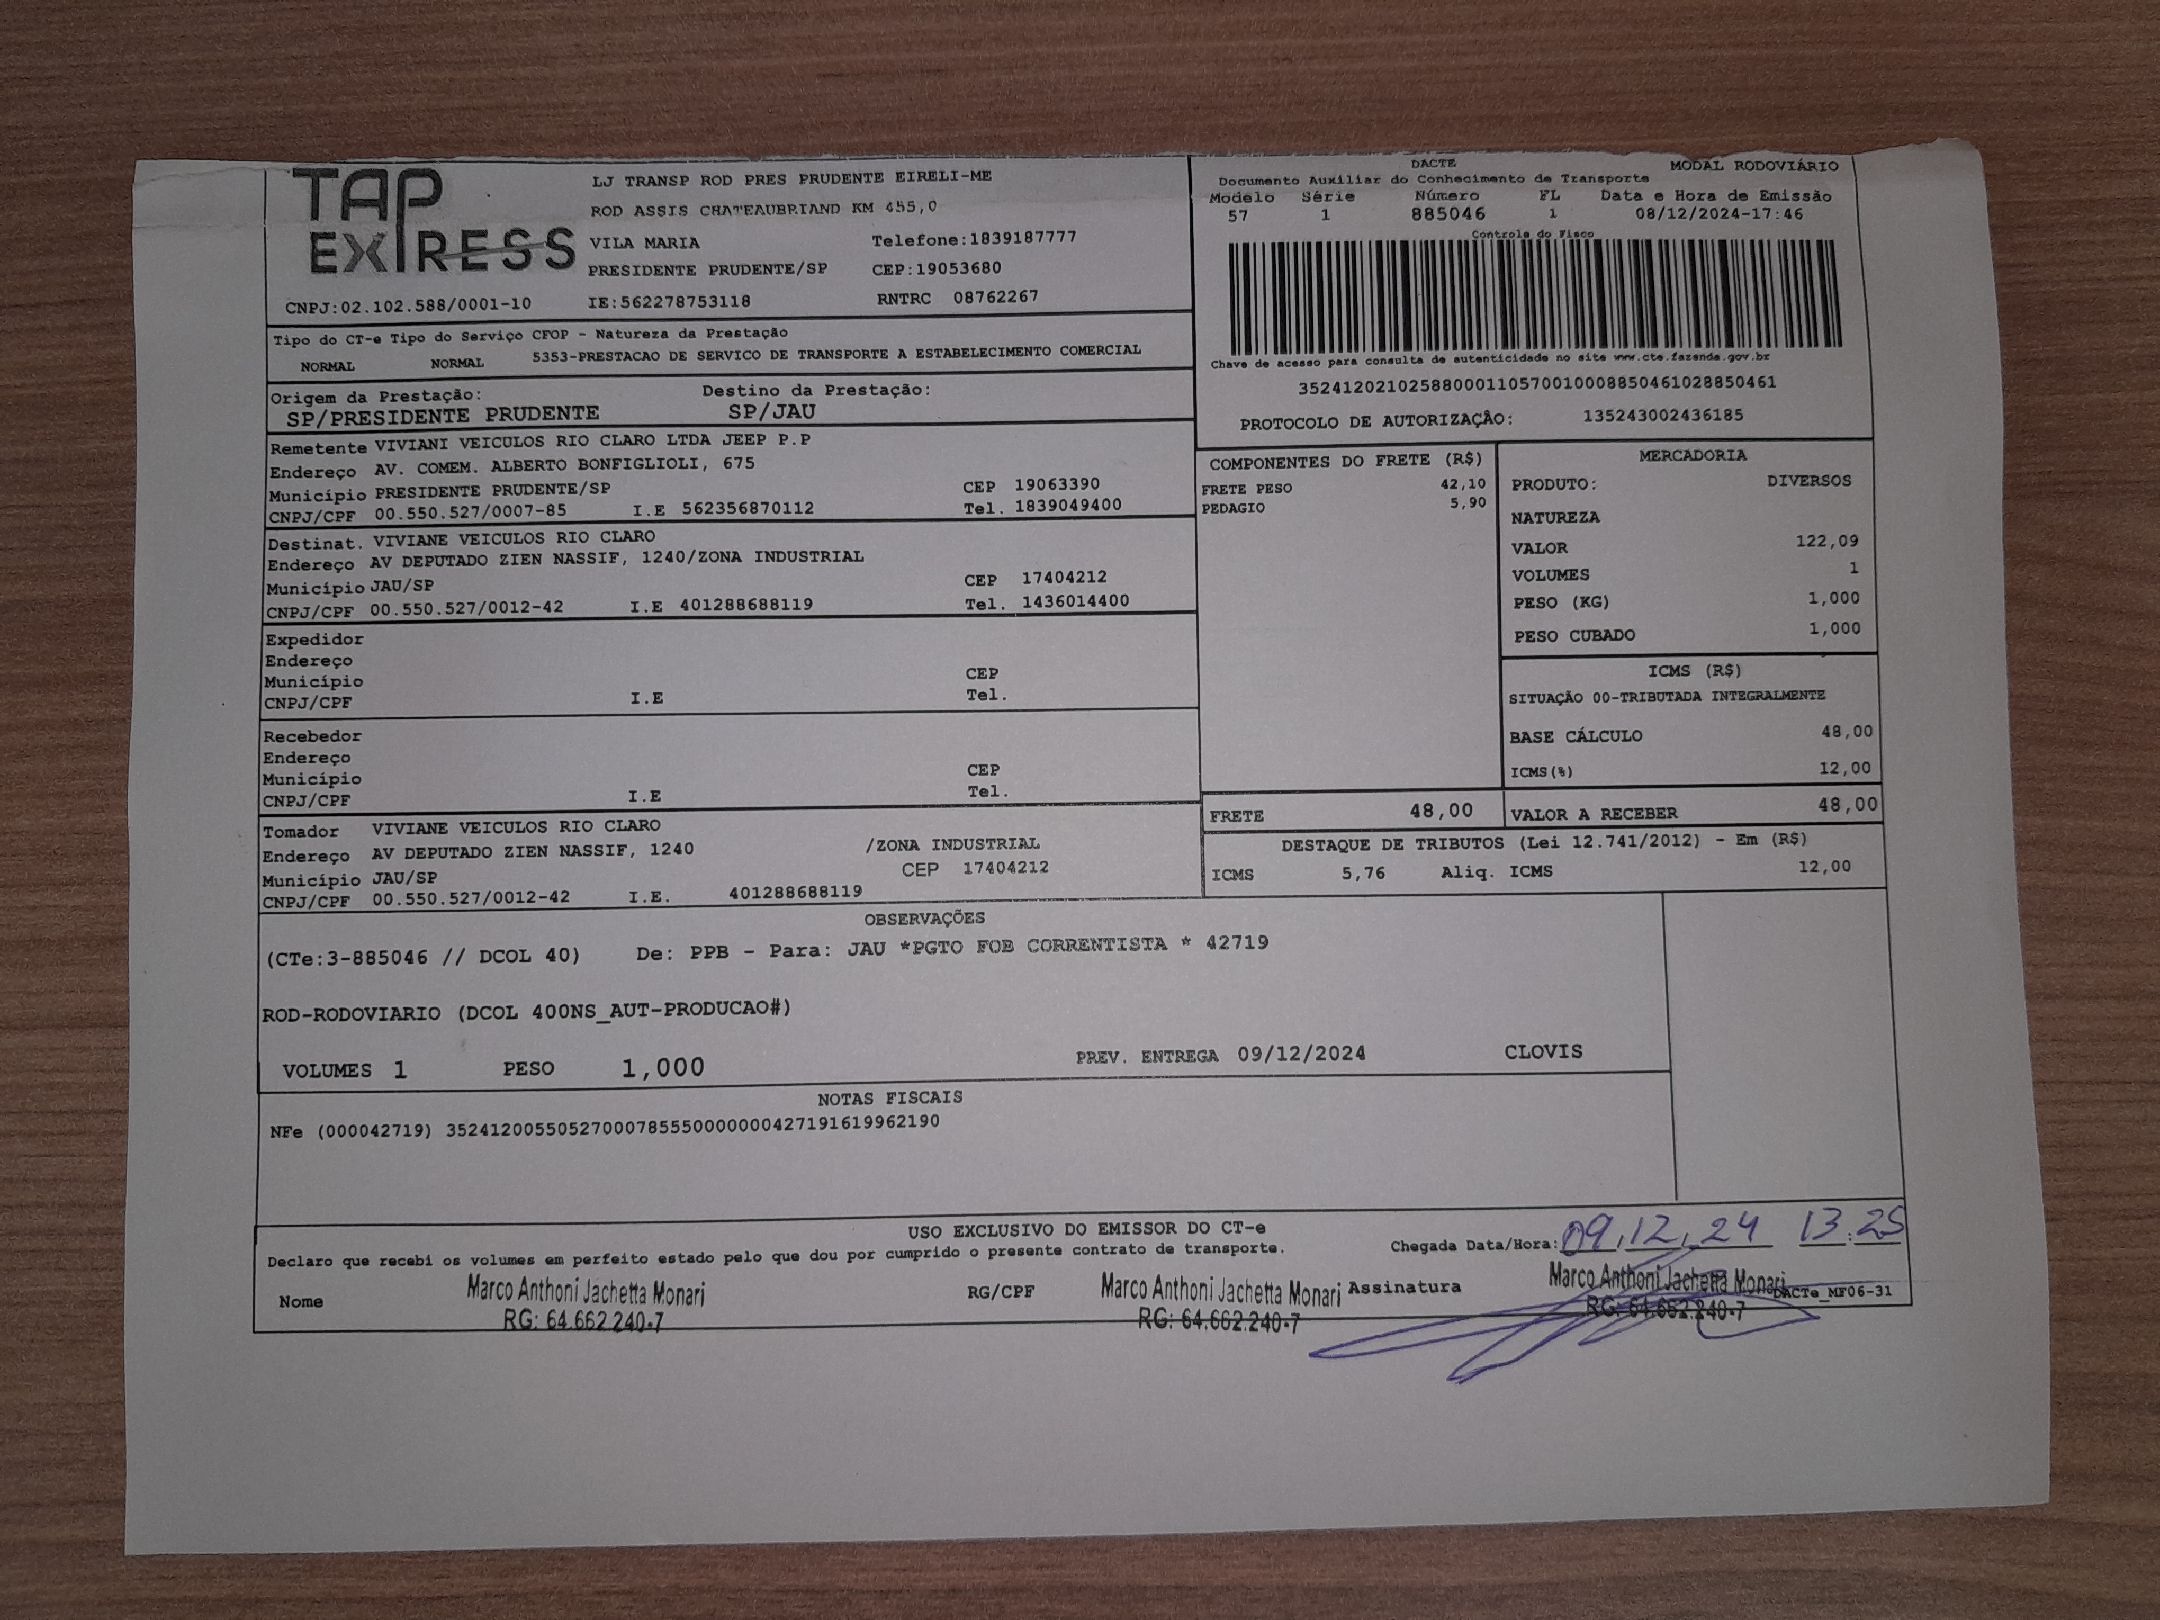 TAP EXPRESS
LJ TRANSP ROD PRES PRUDENTE EIRELI-ME
ROD ASSIS CHATEAUBRIAND KM 455,0
VILA MARIA Telefone:1839187777
PRESIDENTE PRUDENTE/SP CEP:19053680
CNPJ:02.102.588/0001-10 IE:562278753118 RNTRC 08762267
DACTE MODAL RODOVIÁRIO
Documento Auxiliar do Conhecimento de Transporte
Modelo Série Número FL Data e Hora de Emissão
57 1 885046 1 08/12/2024-17:46
Controle do Fisco
Chave de acesso para consulta de autenticidade no site www.cte.fazenda.gov.br
35241202102588000110570010008850461028850461
PROTOCOLO DE AUTORIZAÇÃO: 135243002436185
Tipo do CT-e Tipo do Serviço CFOP - Natureza da Prestação
NORMAL NORMAL 5353-PRESTACAO DE SERVICO DE TRANSPORTE A ESTABELECIMENTO COMERCIAL
Origem da Prestação: Destino da Prestação:
SP/PRESIDENTE PRUDENTE SP/JAU
Remetente VIVIANI VEICULOS RIO CLARO LTDA JEEP P.P
Endereço AV. COMEM. ALBERTO BONFIGLIOLI, 675
Município PRESIDENTE PRUDENTE/SP CEP 19063390
CNPJ/CPF 00.550.527/0007-85 I.E 562356870112 Tel. 1839049400
Destinat. VIVIANE VEICULOS RIO CLARO
Endereço AV DEPUTADO ZIEN NASSIF, 1240/ZONA INDUSTRIAL
Município JAU/SP CEP 17404212
CNPJ/CPF 00.550.527/0012-42 I.E 401288688119 Tel. 1436014400
Expedidor
Endereço
Município CEP
CNPJ/CPF I.E Tel.
Recebedor
Endereço
Município CEP
CNPJ/CPF I.E Tel.
Tomador VIVIANE VEICULOS RIO CLARO
Endereço AV DEPUTADO ZIEN NASSIF, 1240 /ZONA INDUSTRIAL
Município JAU/SP CEP 17404212
CNPJ/CPF 00.550.527/0012-42 I.E. 401288688119
COMPONENTES DO FRETE (R$)
FRETE PESO 42,10
PEDAGIO 5,90
MERCADORIA
PRODUTO: DIVERSOS
NATUREZA
VALOR 122,09
VOLUMES 1
PESO (KG) 1,000
PESO CUBADO 1,000
ICMS (R$)
SITUAÇÃO 00-TRIBUTADA INTEGRALMENTE
BASE CÁLCULO 48,00
ICMS(%) 12,00
FRETE 48,00 VALOR A RECEBER 48,00
DESTAQUE DE TRIBUTOS (Lei 12.741/2012) - Em (R$)
ICMS 5,76 Aliq. ICMS 12,00
OBSERVAÇÕES
(CTe:3-885046 // DCOL 40) De: PPB - Para: JAU *PGTO FOB CORRENTISTA * 42719
ROD-RODOVIARIO (DCOL 400NS_AUT-PRODUCAO#)
VOLUMES 1 PESO 1,000 PREV. ENTREGA 09/12/2024 CLOVIS
NOTAS FISCAIS
NFe (000042719) 35241200550527000785550000000427191619962190
USO EXCLUSIVO DO EMISSOR DO CT-e
Declaro que recebi os volumes em perfeito estado pelo que dou por cumprido o presente contrato de transporte. Chegada Data/Hora: 09.12.24 13:25
Nome Marco Anthoni Jachetta Monari RG/CPF Marco Anthoni Jachetta Monari Assinatura Marco Anthoni Jachetta Monari DACTe_MF06-31
RG: 64.662.240-7 RG: 64.662.240-7 RG: 64.662.240-7